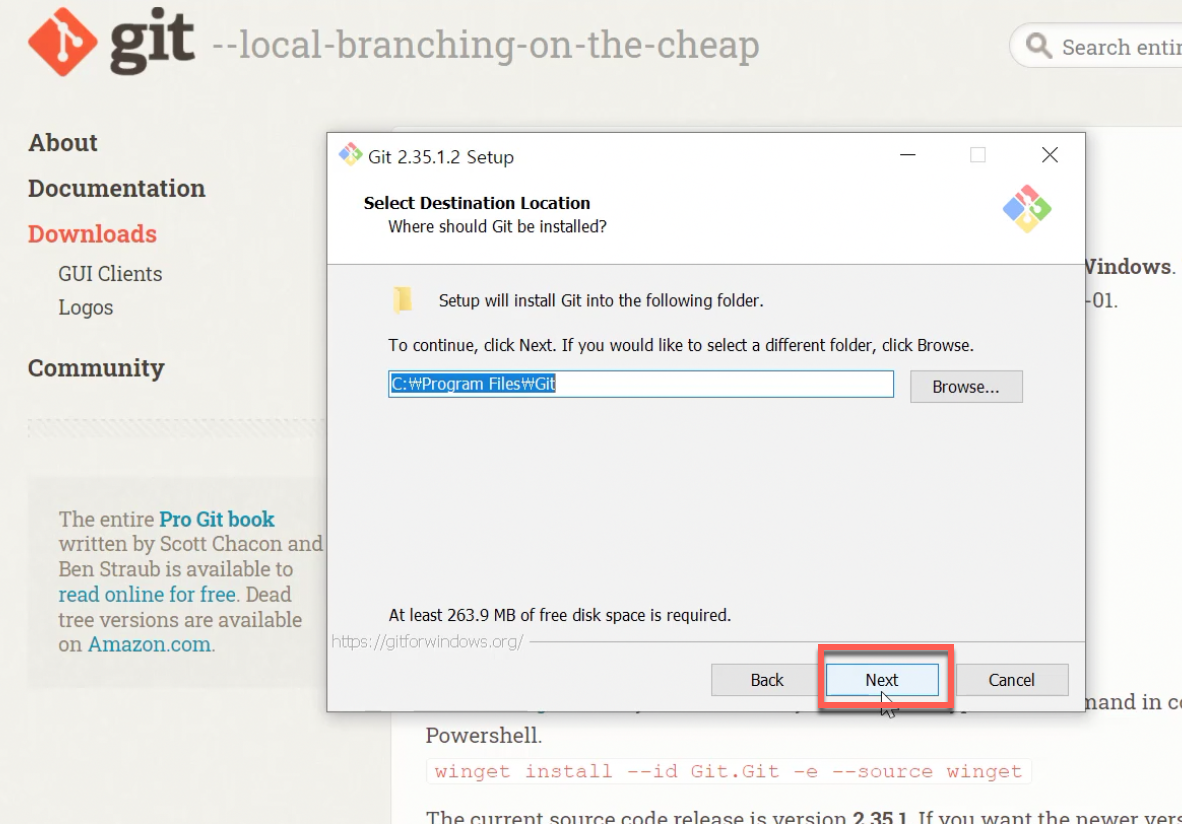 git --local-branching-on-the-cheap
Search entir
About
Documentation
Downloads
GUI Clients
Logos
Community
The entire Pro Git book
written by Scott Chacon and
Ben Straub is available to
read online for free. Dead
tree versions are available
on Amazon.com.
Git 2.35.1.2 Setup
Select Destination Location
Where should Git be installed?
Setup will install Git into the following folder.
To continue, click Next. If you would like to select a different folder, click Browse.
C:₩Program Files₩Git
Browse...
At least 263.9 MB of free disk space is required.
https://gitforwindows.org/
Back
Next
Cancel
Windows.
-01.
mand in co
Powershell.
winget install --id Git.Git -e --source winget
The current source code release is version 2.35.1. If you want the newer vers